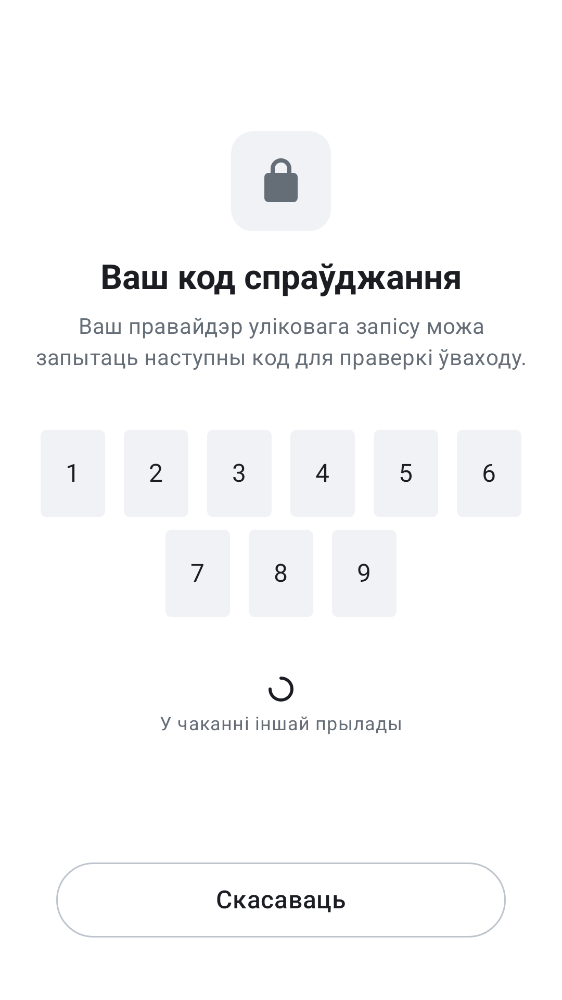 Ваш код спраўджання
Ваш правайдэр уліковага запісу можа
запытаць наступны код для праверкі ўваходу.
1 2 3 4 5 6
7 8 9
У чаканні іншай прылады
Скасаваць